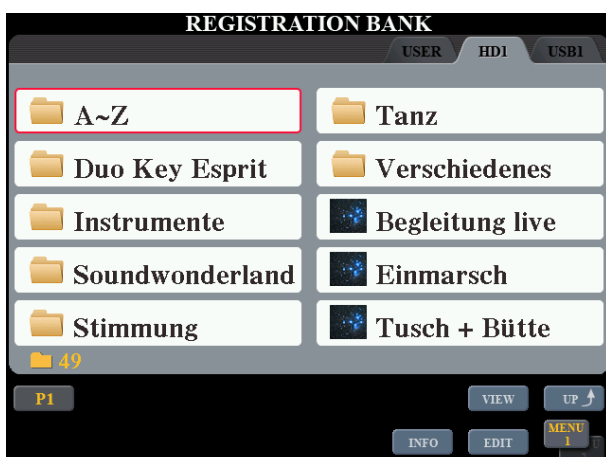 REGISTRATION BANK
USER HD1 USB1
A~Z
Duo Key Esprit
Instrumente
Soundwonderland
Stimmung
Tanz
Verschiedenes
Begleitung live
Einmarsch
Tusch + Bütte
49
P1 VIEW UP
INFO EDIT MENU
1